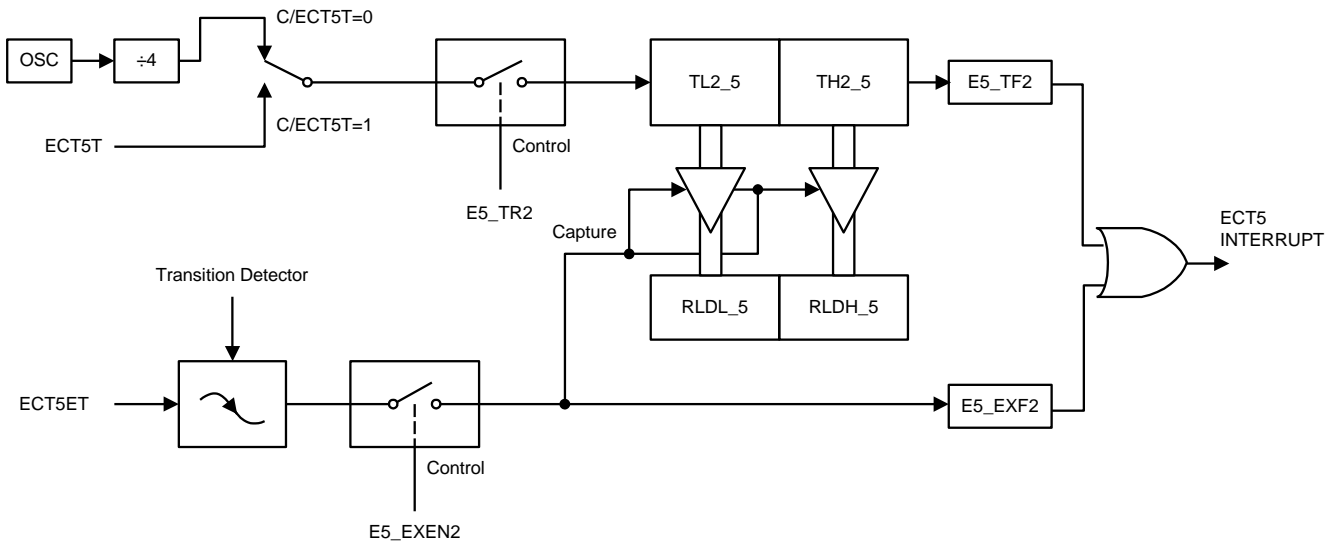 C/ECT5T=0
OSC
÷4
TL2_5
TH2_5
E5_TF2
C/ECT5T=1
ECT5T
Control
E5_TR2
Capture
ECT5
INTERRUPT
Transition Detector
RLDL_5
RLDH_5
ECT5ET
E5_EXF2
Control
E5_EXEN2